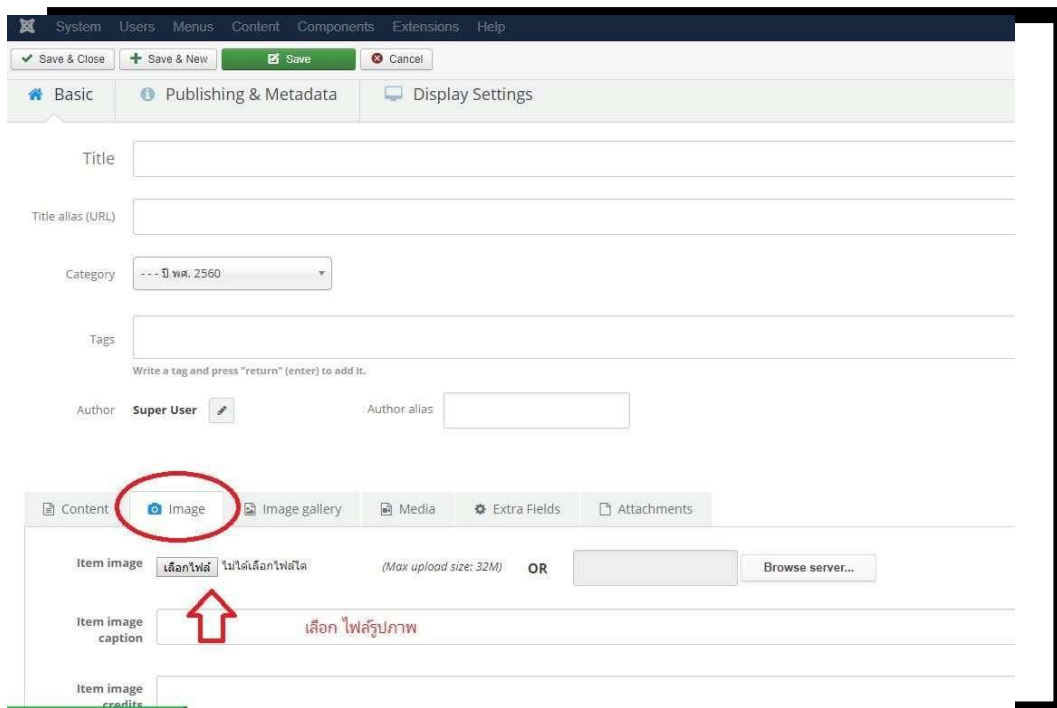 System Users Menus Content Components Extensions Help
Save & Close Save & New Save Cancel
Basic Publishing & Metadata Display Settings
Title
Title alias (URL)
Category - - - ปี พศ. 2560
Tags
Write a tag and press "return" (enter) to add it.
Author Super User Author alias
Content Image Image gallery Media Extra Fields Attachments
Item image เลือกไฟล์ ไม่ได้เลือกไฟล์ใด (Max upload size: 32M) OR Browse server...
Item image
caption
เลือก ไฟล์รูปภาพ
Item image
credits